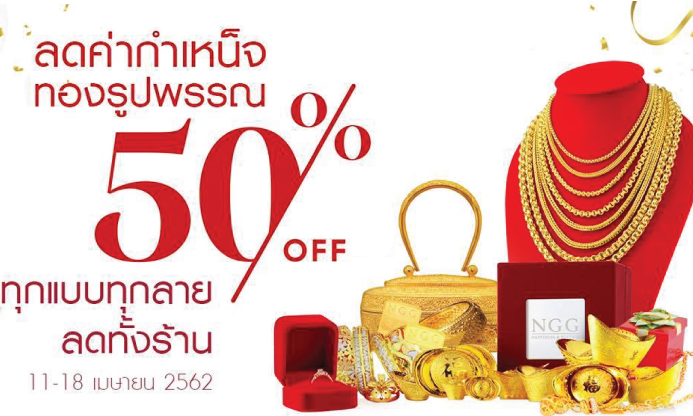 ลดค่ากำเหน็จ
ทองรูปพรรณ
50%
OFF
ทุกแบบทุกลาย
ลดทั้งร้าน
11-18 เมษายน 2562
NGG